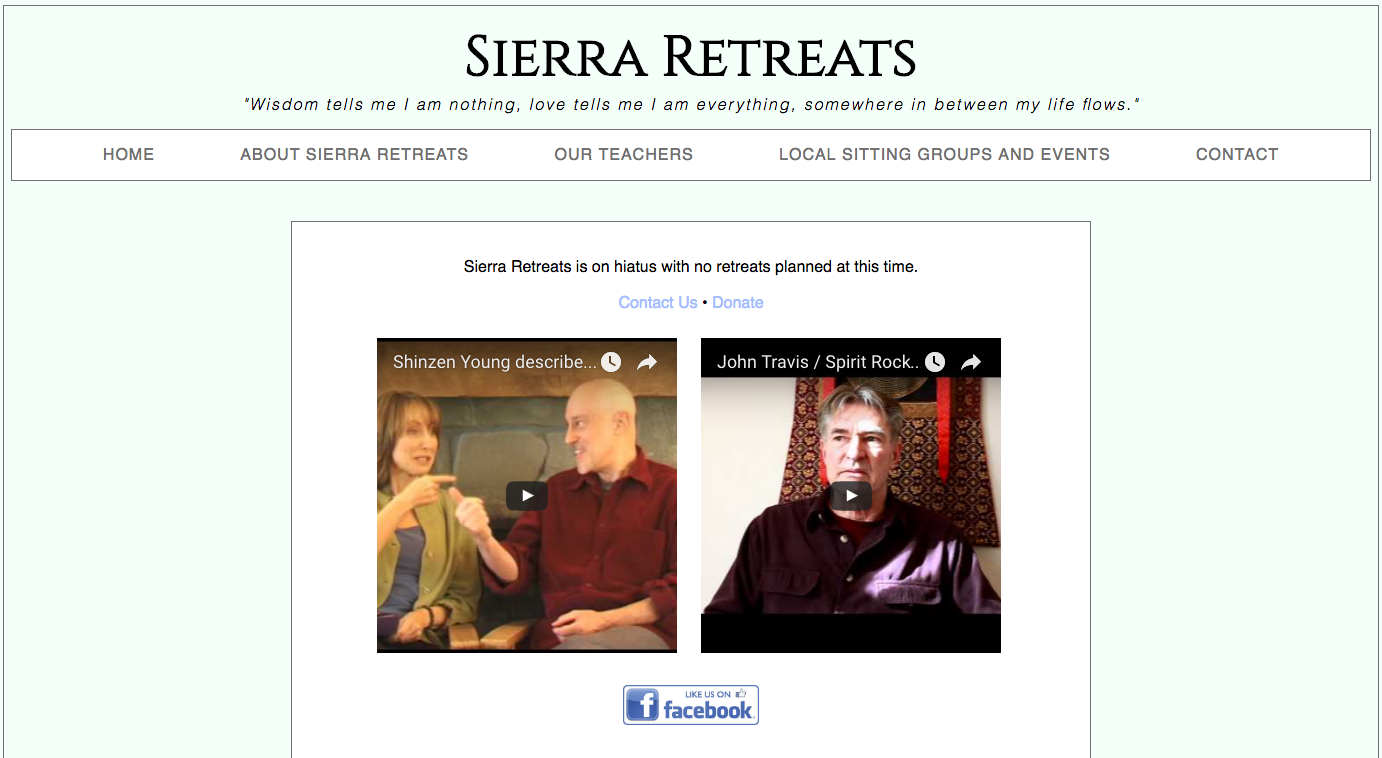 Sierra Retreats
"Wisdom tells me I am nothing, love tells me I am everything, somewhere in between my life flows."
HOME ABOUT SIERRA RETREATS OUR TEACHERS LOCAL SITTING GROUPS AND EVENTS CONTACT
Sierra Retreats is on hiatus with no retreats planned at this time.
Contact Us • Donate
Shinzen Young describe... John Travis / Spirit Rock..
LIKE US ON
f facebook.